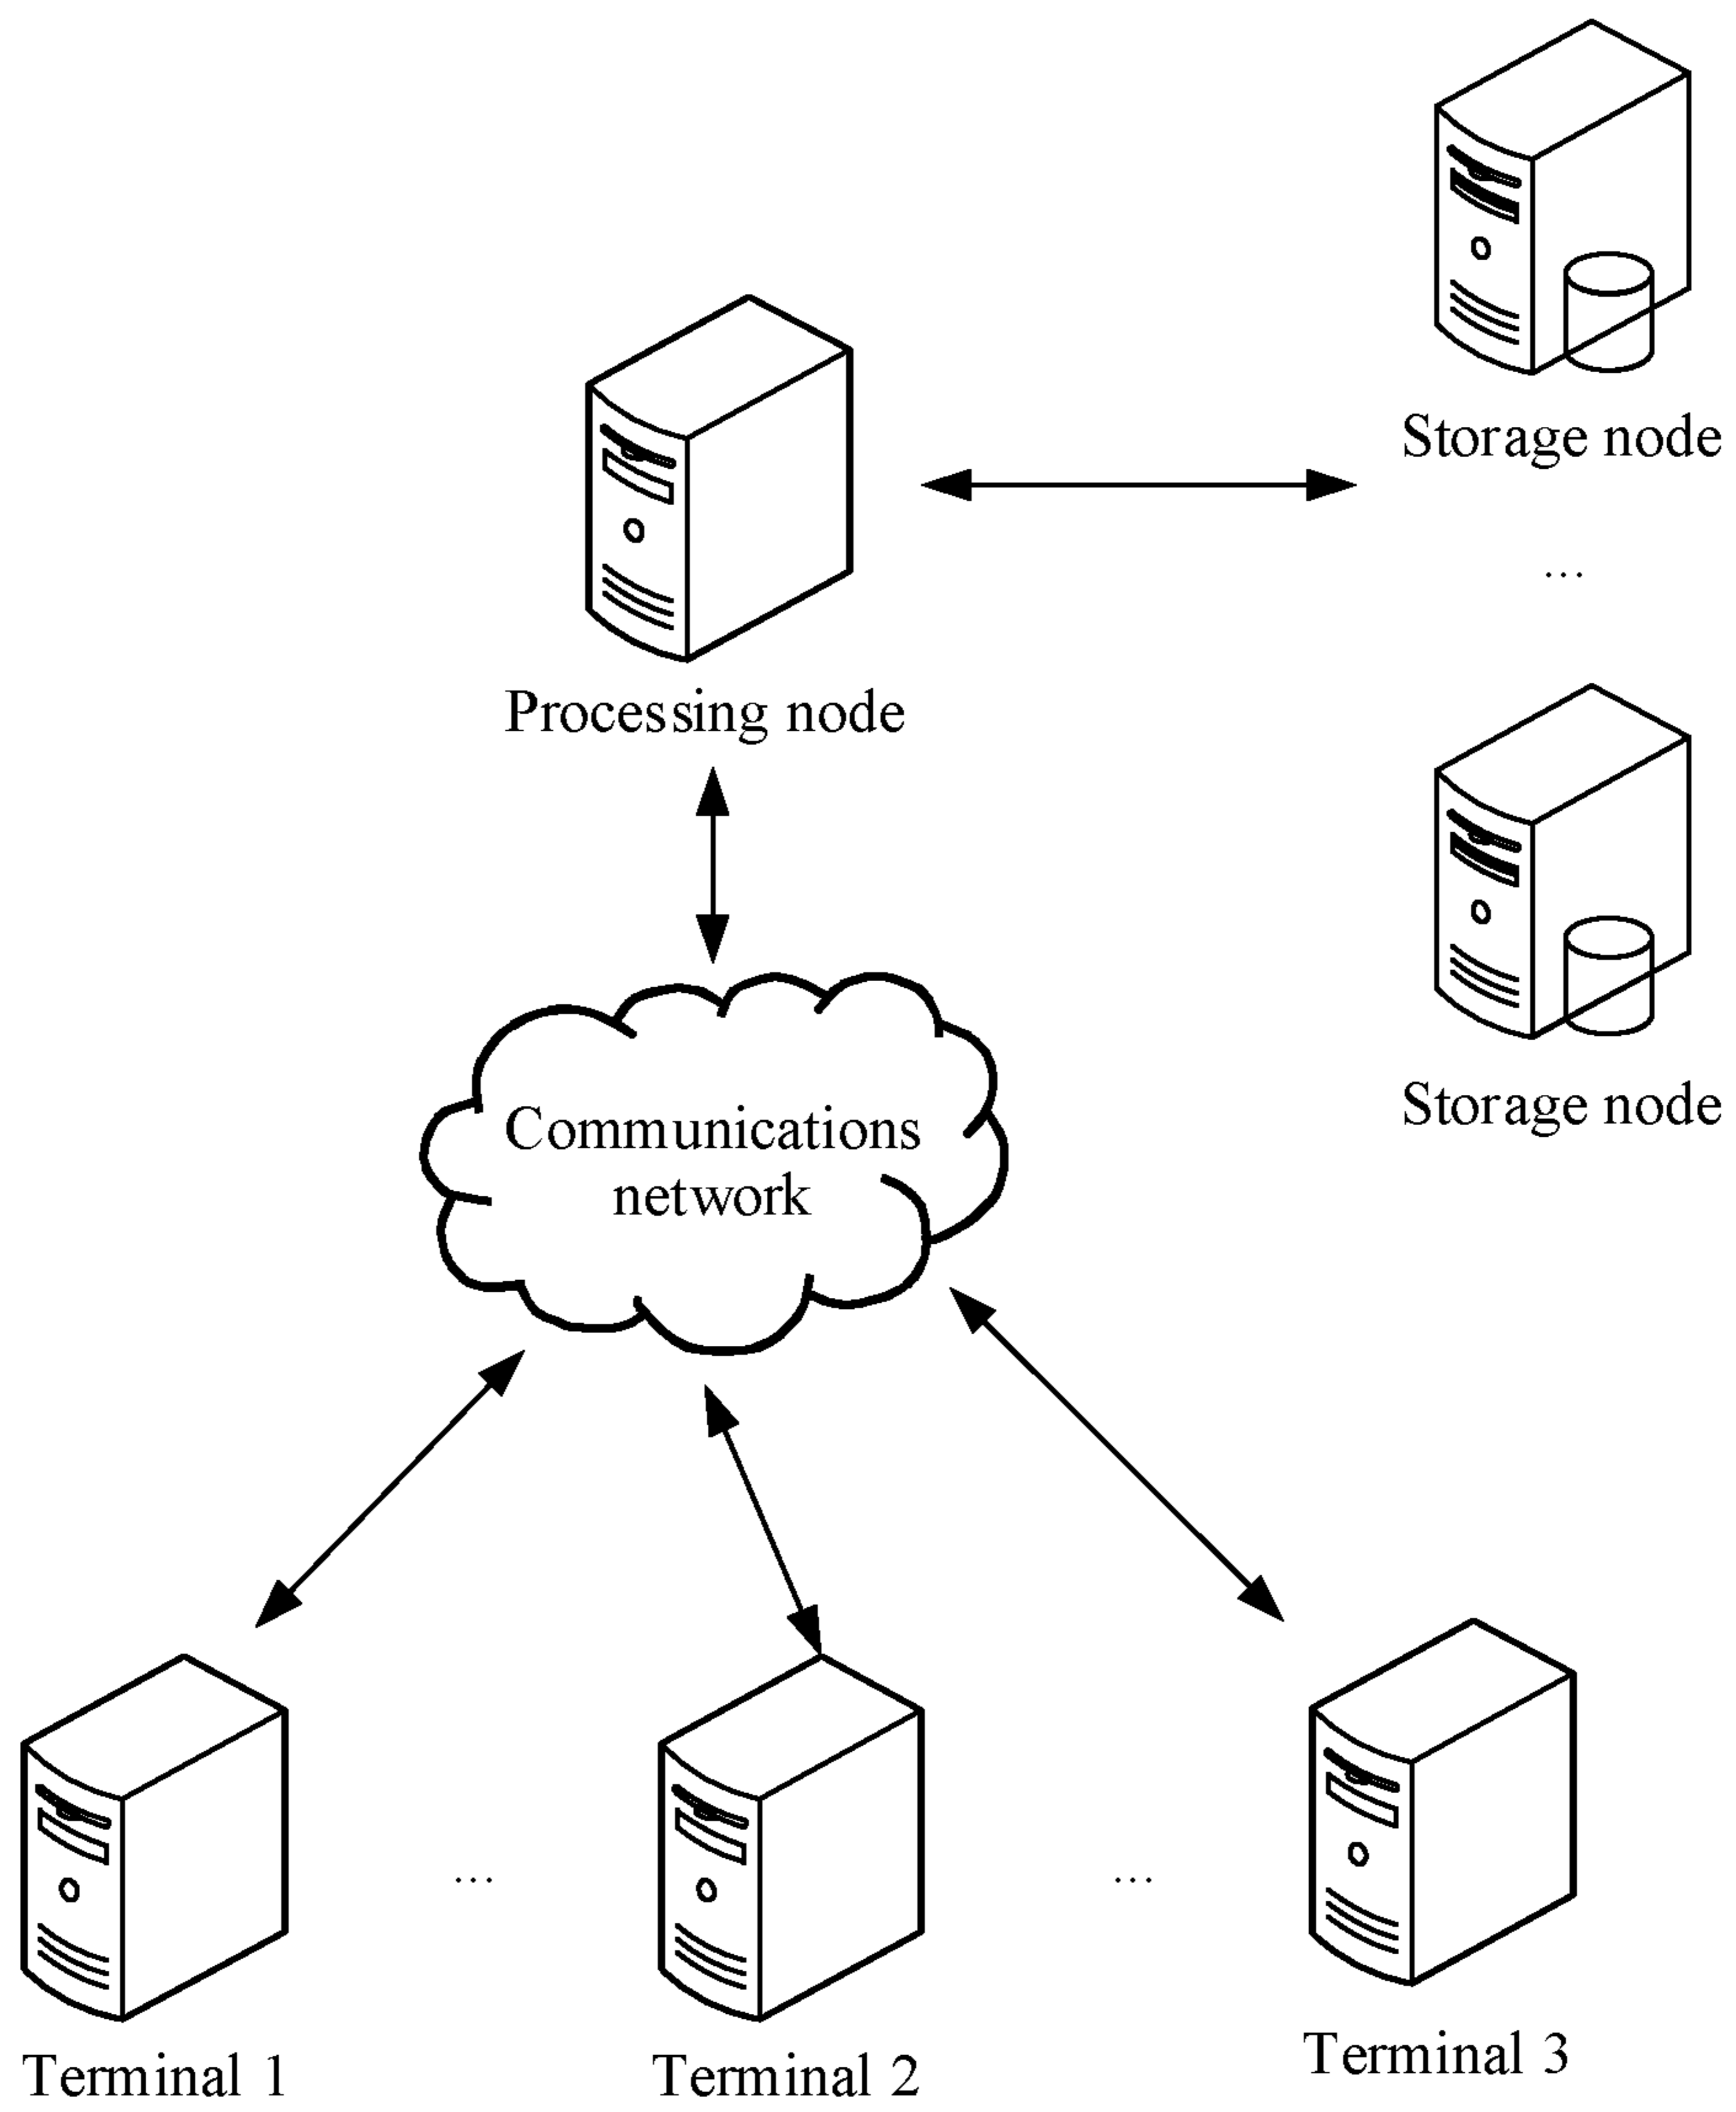 Storage node
...
Processing node
Storage node
Communications
network
... ...
Terminal 1
Terminal 2
Terminal 3